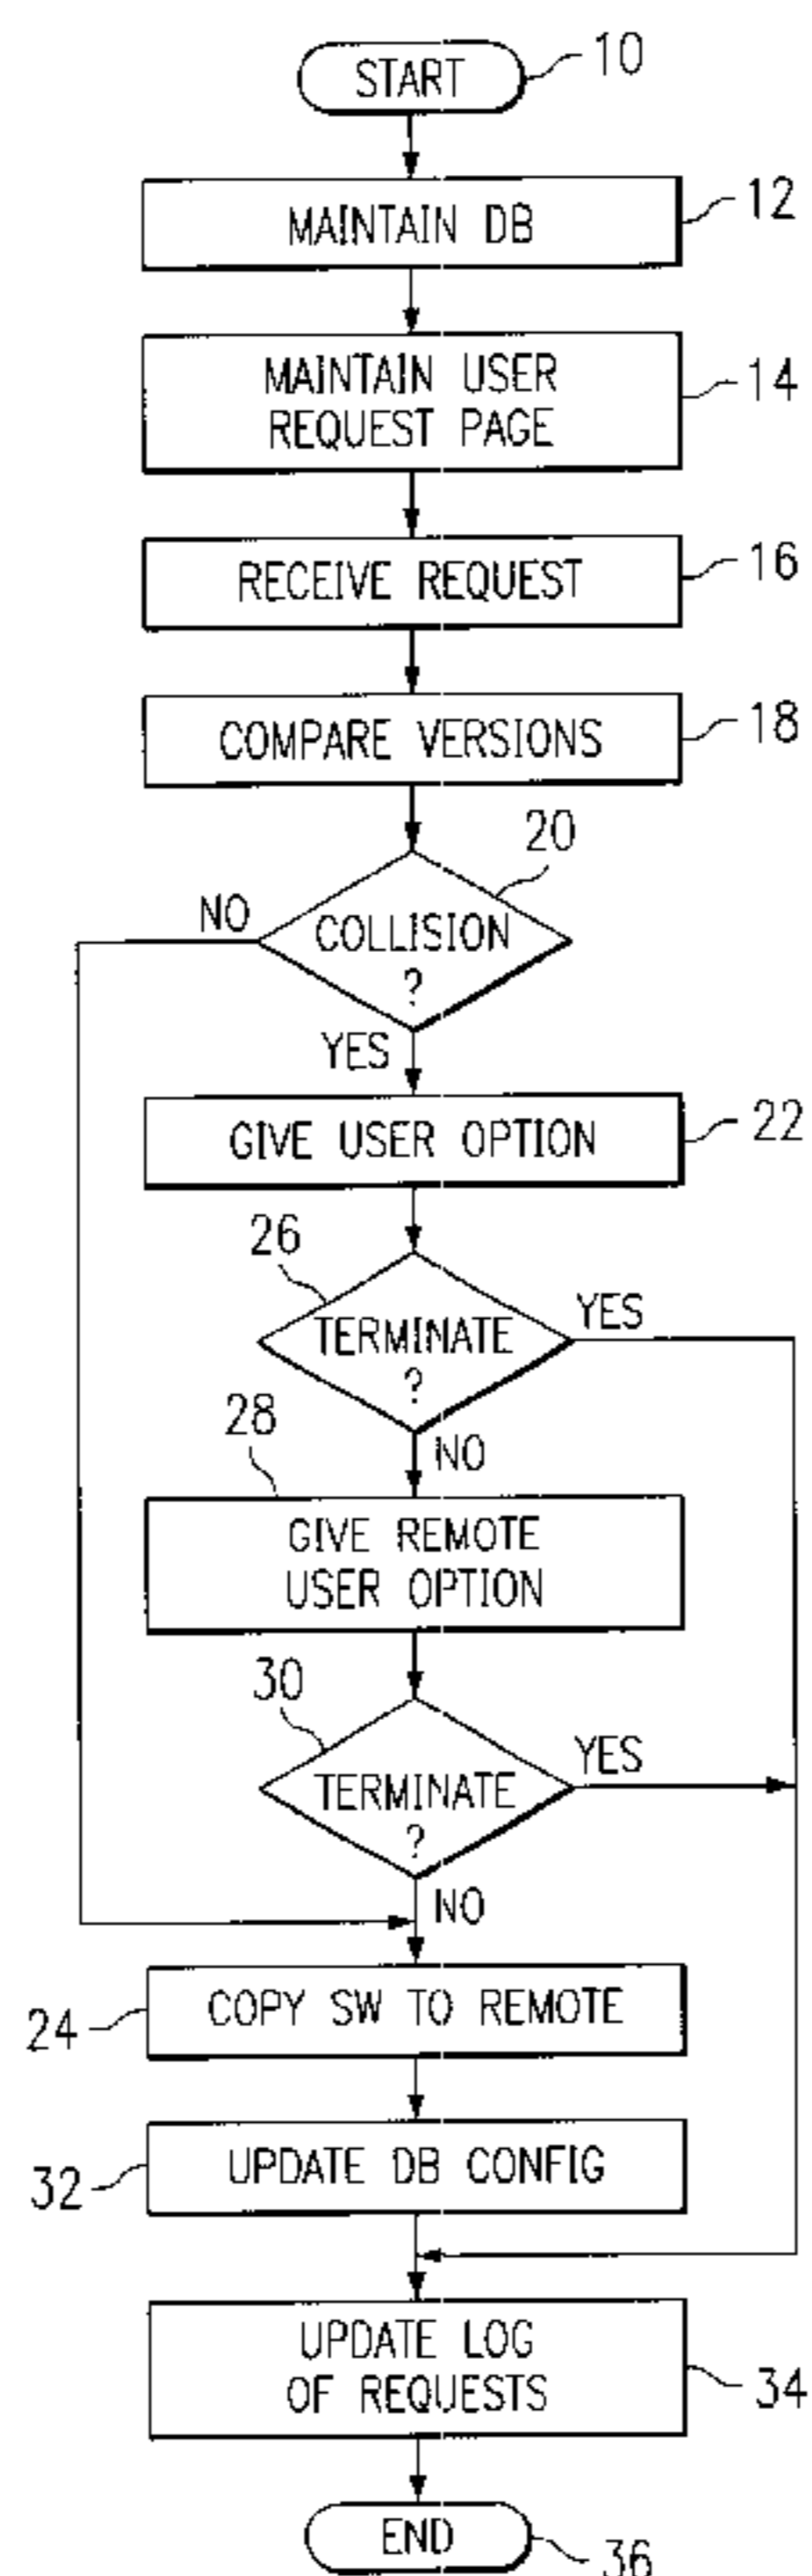 START
10
MAINTAIN DB
12
MAINTAIN USER
REQUEST PAGE
14
RECEIVE REQUEST
16
COMPARE VERSIONS
18
20
NO
COLLISION
?
YES
GIVE USER OPTION
22
26
TERMINATE
?
YES
28
NO
GIVE REMOTE
USER OPTION
30
TERMINATE
?
YES
NO
24
COPY SW TO REMOTE
32
UPDATE DB CONFIG
UPDATE LOG
OF REQUESTS
34
END
36